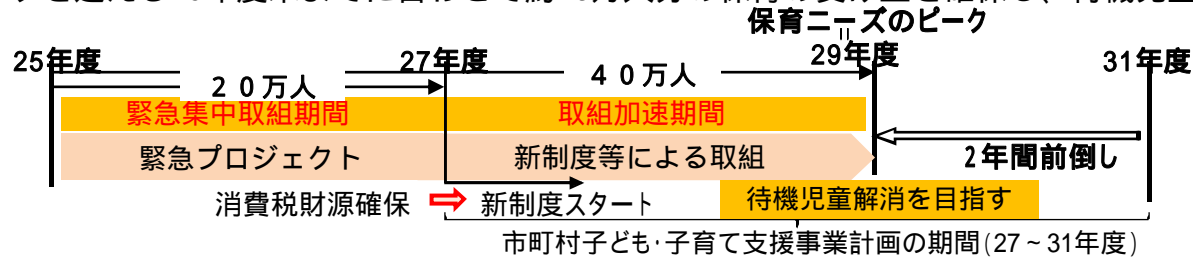 保育ニーズのピーク
||
25年度 27年度 29年度 31年度
20万人 40万人
緊急集中取組期間 取組加速期間
緊急プロジェクト 新制度等による取組
2年間前倒し
消費税財源確保 ⇒ 新制度スタート 待機児童解消を目指す
市町村子ども・子育て支援事業計画の期間(27~31年度)